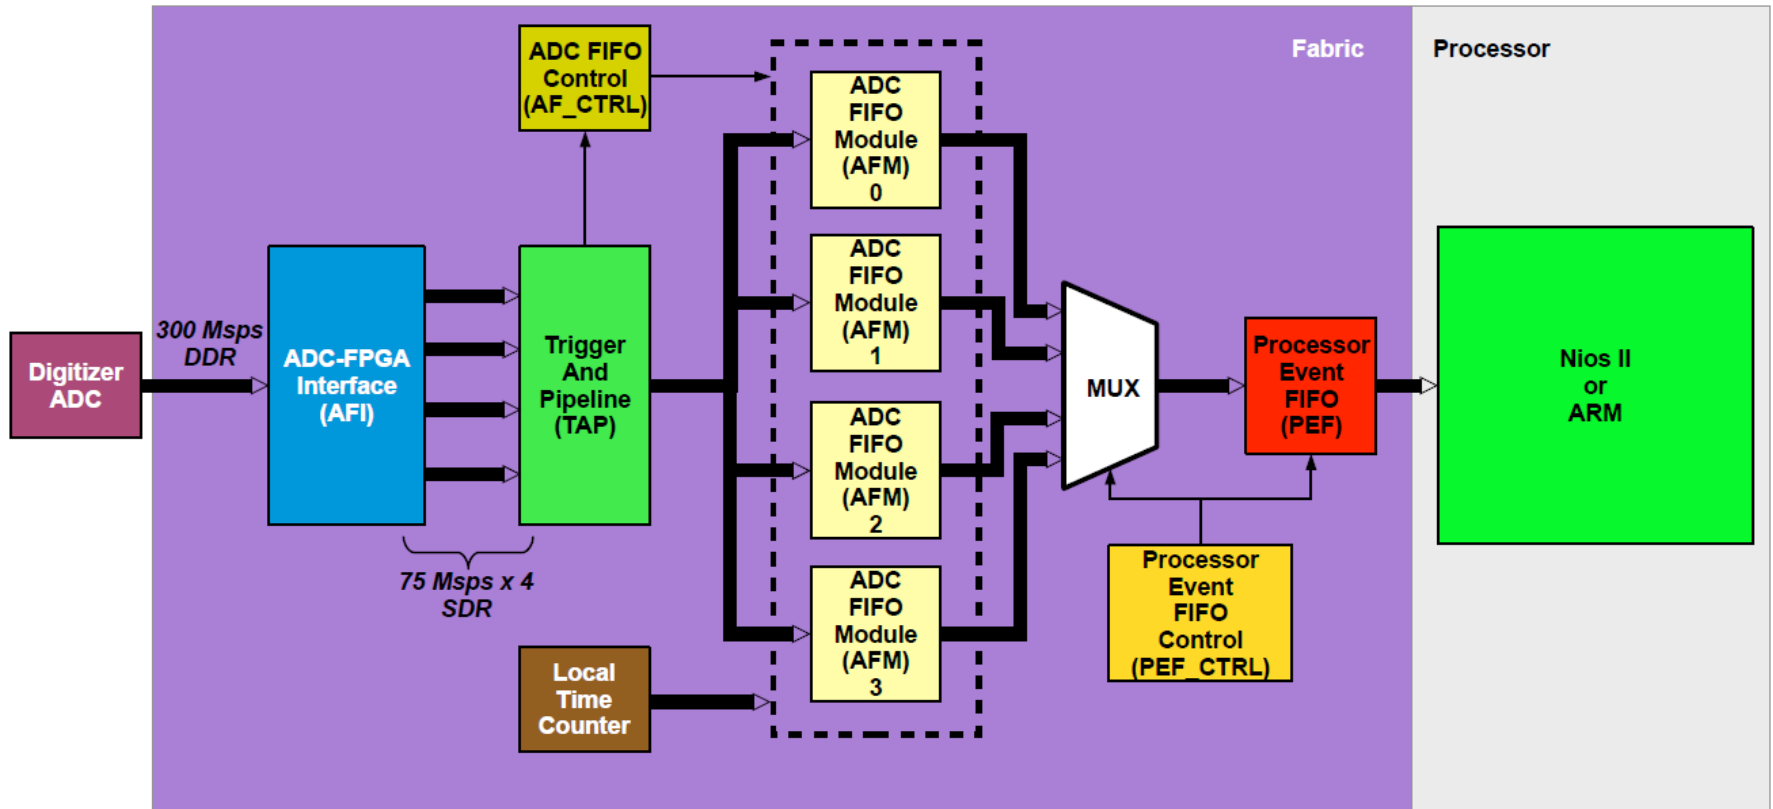 Fabric
Processor
ADC FIFO
Control
(AF_CTRL)
ADC
FIFO
Module
(AFM)
0
ADC
FIFO
Module
(AFM)
1
300 Msps
DDR
Digitizer
ADC
ADC-FPGA
Interface
(AFI)
Trigger
And
Pipeline
(TAP)
MUX
Processor
Event
FIFO
(PEF)
Nios II
or
ARM
ADC
FIFO
Module
(AFM)
2
75 Msps x 4
SDR
Processor
Event
FIFO
Control
(PEF_CTRL)
ADC
FIFO
Module
(AFM)
3
Local
Time
Counter